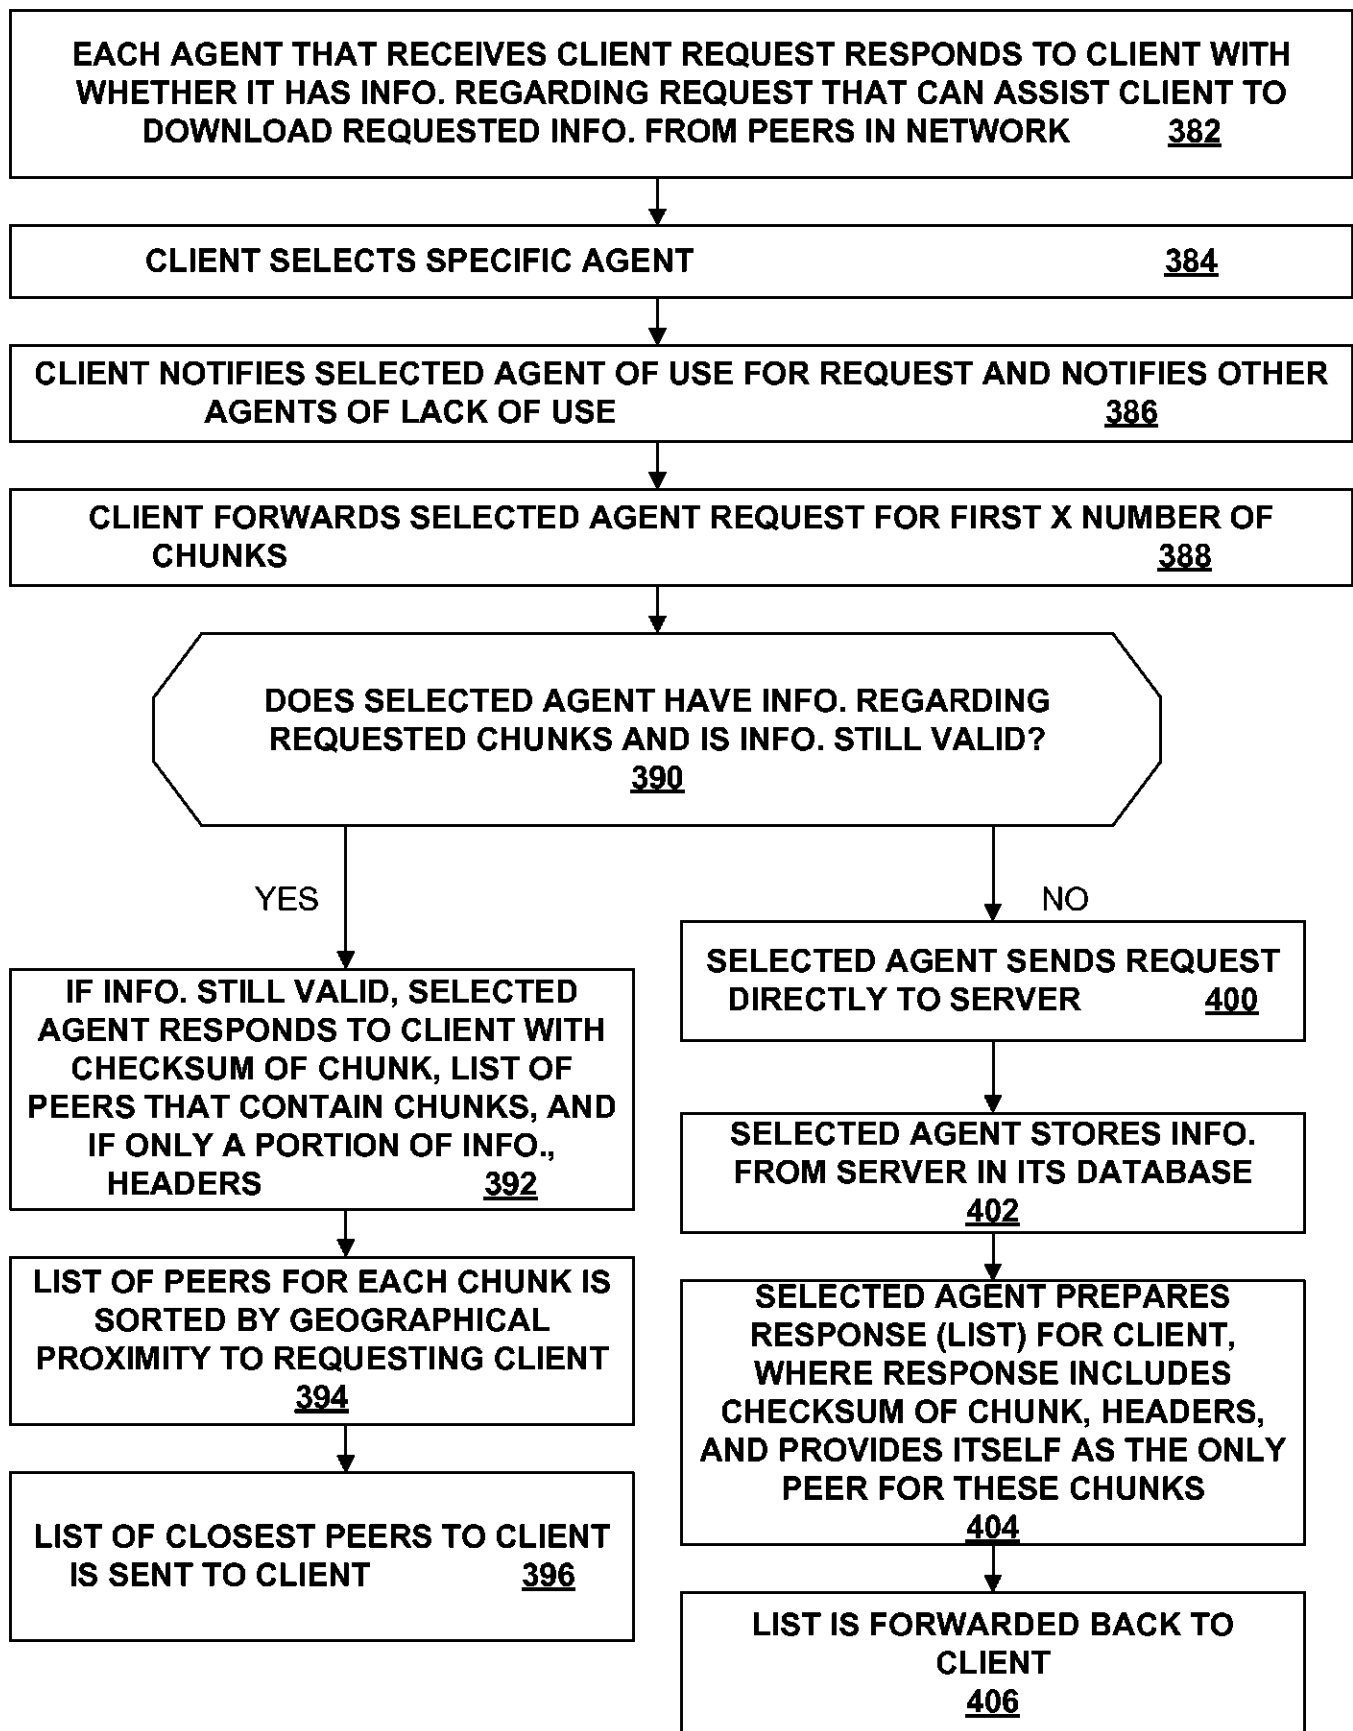 EACH AGENT THAT RECEIVES CLIENT REQUEST RESPONDS TO CLIENT WITH
WHETHER IT HAS INFO. REGARDING REQUEST THAT CAN ASSIST CLIENT TO
DOWNLOAD REQUESTED INFO. FROM PEERS IN NETWORK 382
CLIENT SELECTS SPECIFIC AGENT 384
CLIENT NOTIFIES SELECTED AGENT OF USE FOR REQUEST AND NOTIFIES OTHER
AGENTS OF LACK OF USE 386
CLIENT FORWARDS SELECTED AGENT REQUEST FOR FIRST X NUMBER OF
CHUNKS 388
DOES SELECTED AGENT HAVE INFO. REGARDING
REQUESTED CHUNKS AND IS INFO. STILL VALID?
390
YES
IF INFO. STILL VALID, SELECTED
AGENT RESPONDS TO CLIENT WITH
CHECKSUM OF CHUNK, LIST OF
PEERS THAT CONTAIN CHUNKS, AND
IF ONLY A PORTION OF INFO.,
HEADERS 392
LIST OF PEERS FOR EACH CHUNK IS
SORTED BY GEOGRAPHICAL
PROXIMITY TO REQUESTING CLIENT
394
LIST OF CLOSEST PEERS TO CLIENT
IS SENT TO CLIENT 396
NO
SELECTED AGENT SENDS REQUEST
DIRECTLY TO SERVER 400
SELECTED AGENT STORES INFO.
FROM SERVER IN ITS DATABASE
402
SELECTED AGENT PREPARES
RESPONSE (LIST) FOR CLIENT,
WHERE RESPONSE INCLUDES
CHECKSUM OF CHUNK, HEADERS,
AND PROVIDES ITSELF AS THE ONLY
PEER FOR THESE CHUNKS
404
LIST IS FORWARDED BACK TO
CLIENT
406